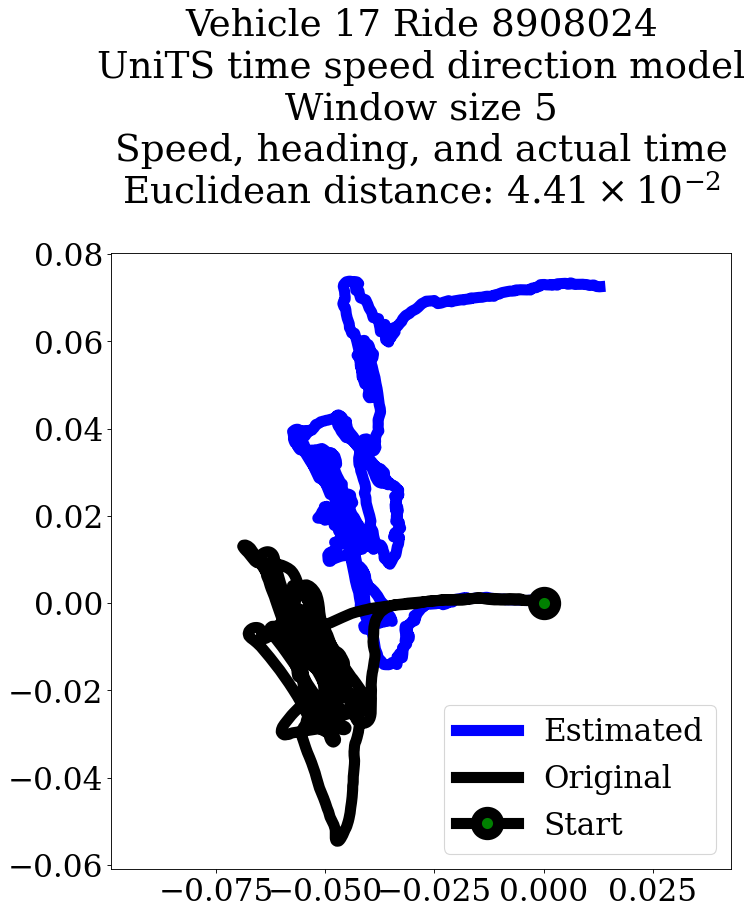 Vehicle 17 Ride 8908024
UniTS time speed direction model
Window size 5
Speed, heading, and actual time
Euclidean distance: 4.41 × 10⁻²
0.08
0.06
0.04
0.02
0.00
−0.02
−0.04
−0.06
Estimated
Original
Start
−0.075 −0.050 −0.025 0.000 0.025